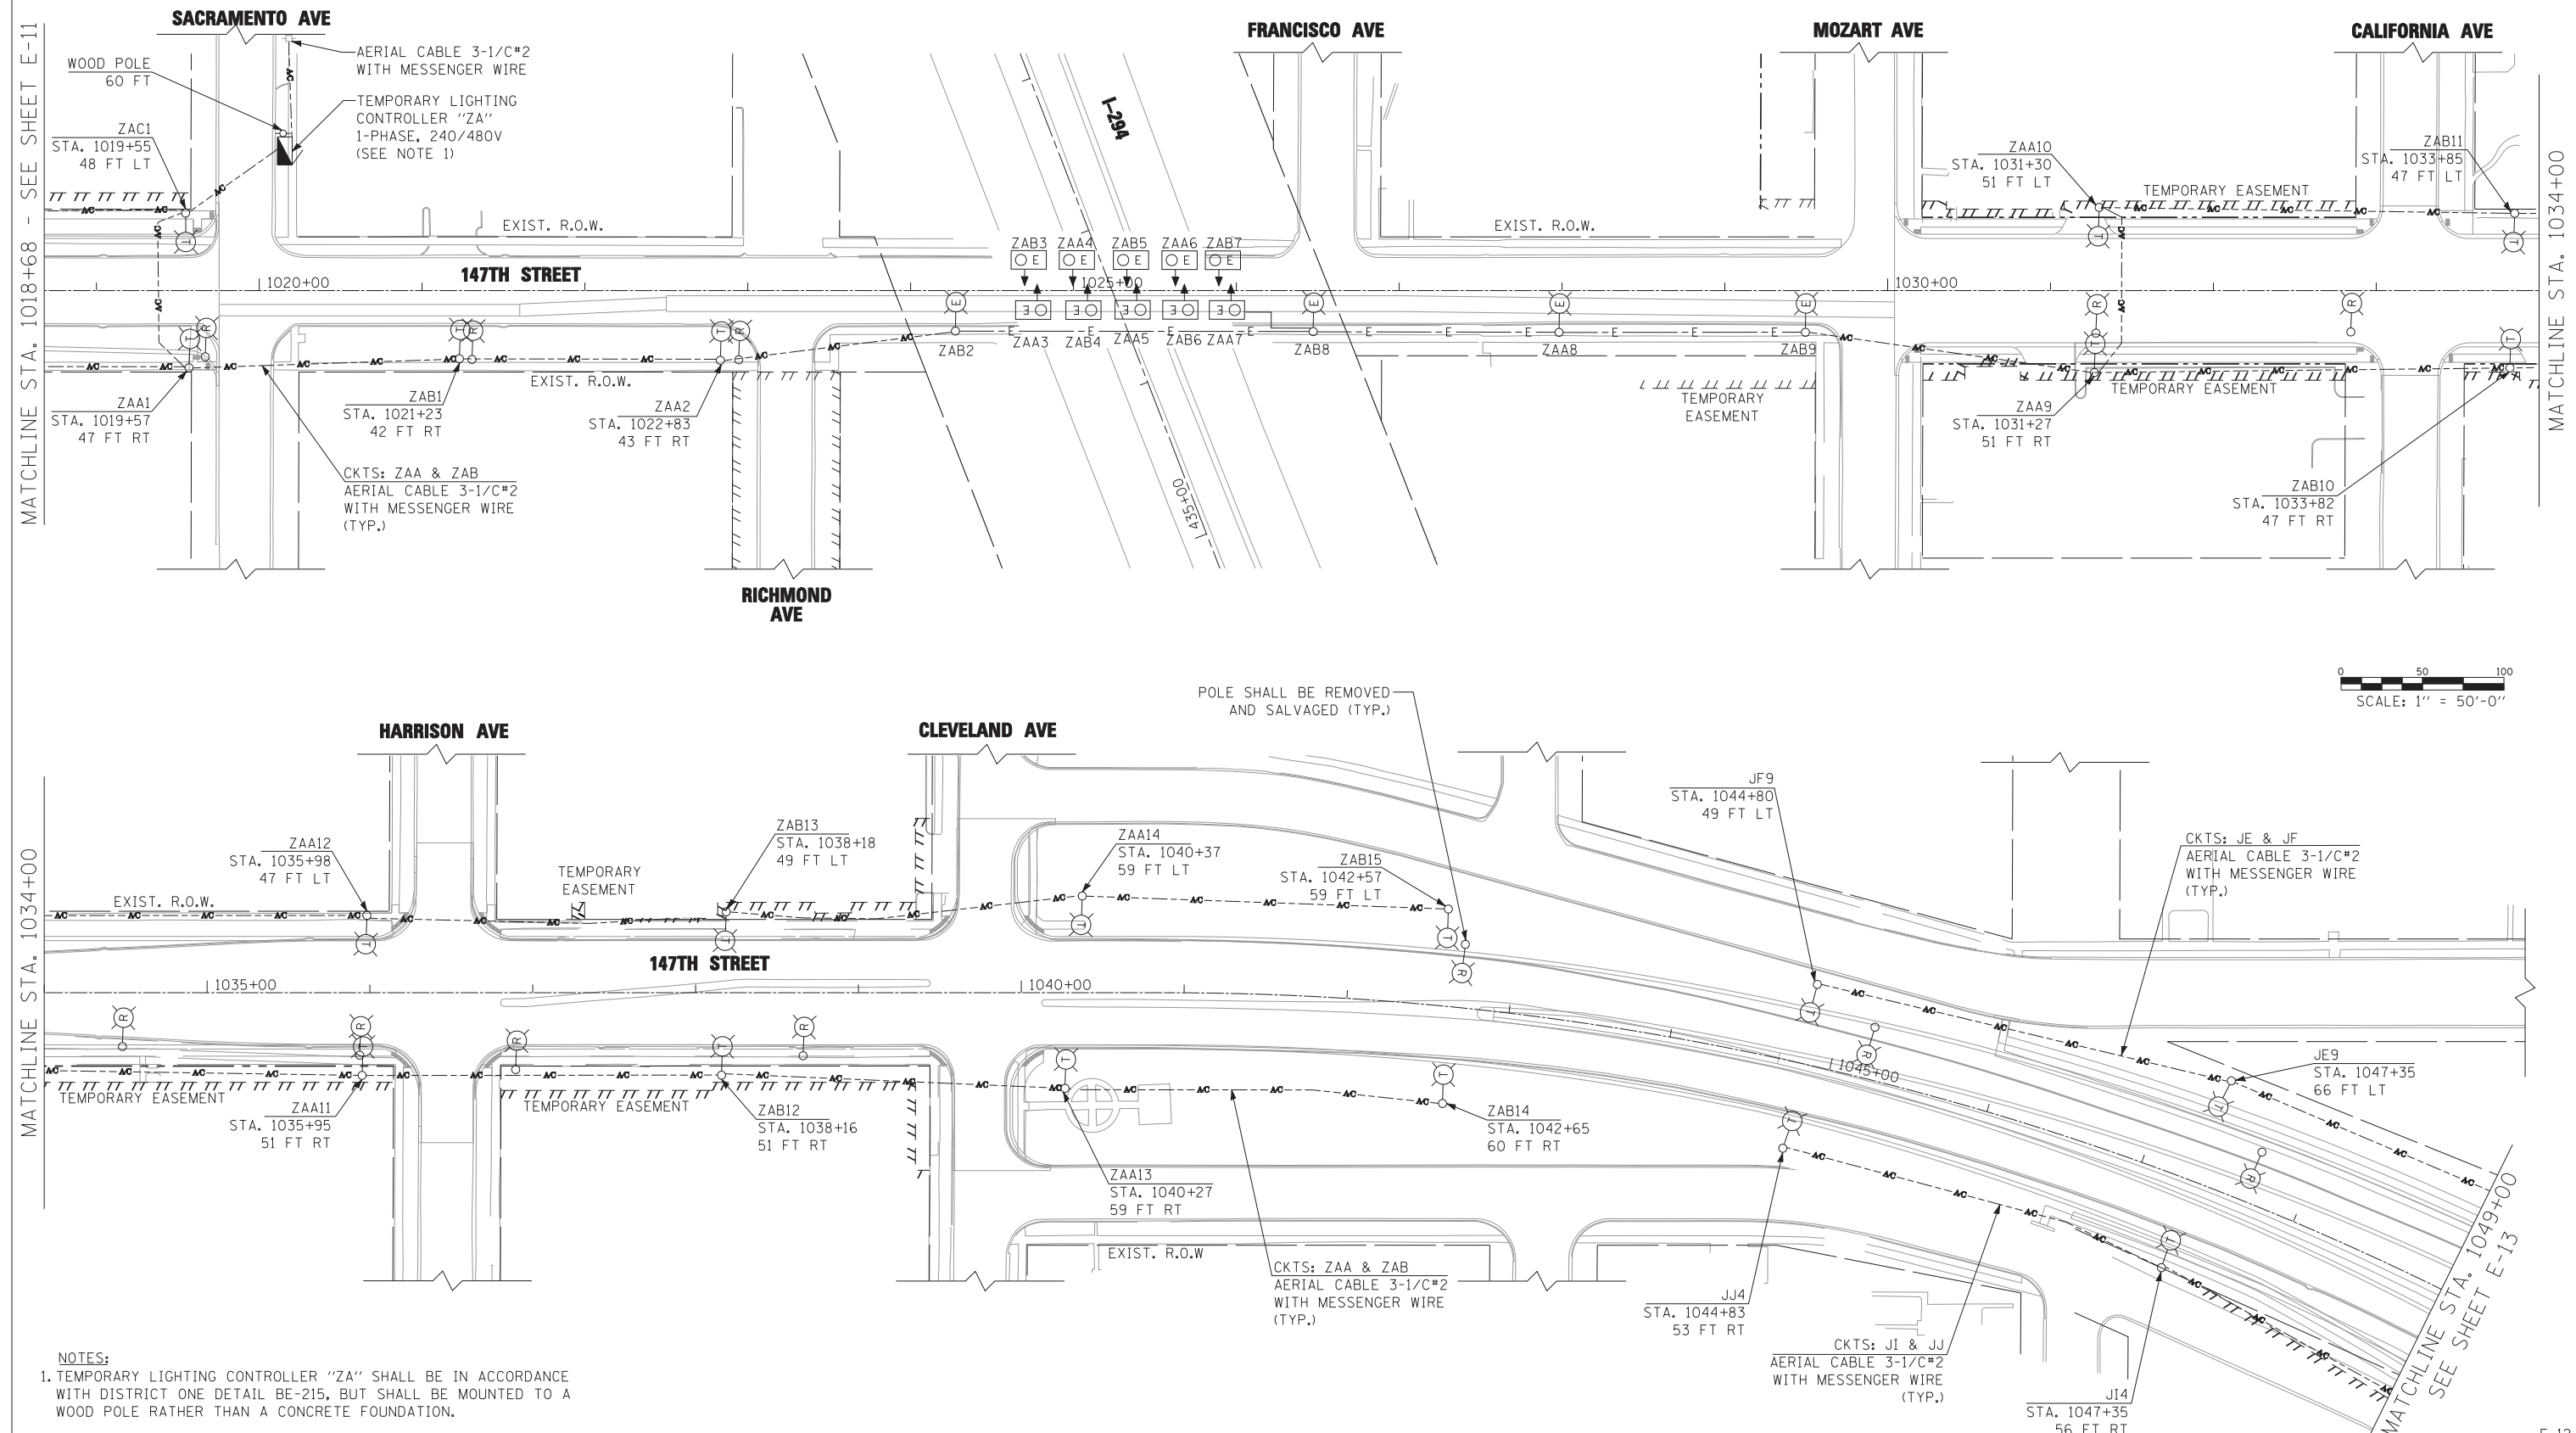 SACRAMENTO AVE
FRANCISCO AVE
MOZART AVE
CALIFORNIA AVE
MATCHLINE STA. 1018+68 - SEE SHEET E-11
WOOD POLE
60 FT
AERIAL CABLE 3-1/C#2
WITH MESSENGER WIRE
TEMPORARY LIGHTING
CONTROLLER "ZA"
1-PHASE, 240/480V
(SEE NOTE 1)
ZAC1
STA. 1019+55
48 FT LT
I-294
ZAA10
STA. 1031+30
51 FT LT
TEMPORARY EASEMENT
ZAB11
STA. 1033+85
47 FT LT
MATCHLINE STA. 1034+00
EXIST. R.O.W.
EXIST. R.O.W.
ZAB3 ZAA4 ZAB5 ZAA6 ZAB7
147TH STREET
1020+00
1025+00
1030+00
ZAB2
ZAA3 ZAB4 ZAA5 ZAB6 ZAA7
ZAB8
ZAA8
ZAB9
EXIST. R.O.W.
ZAA1
STA. 1019+57
47 FT RT
ZAB1
STA. 1021+23
42 FT RT
ZAA2
STA. 1022+83
43 FT RT
TEMPORARY
EASEMENT
TEMPORARY EASEMENT
ZAA9
STA. 1031+27
51 FT RT
ZAB10
STA. 1033+82
47 FT RT
CKTS: ZAA & ZAB
AERIAL CABLE 3-1/C#2
WITH MESSENGER WIRE
(TYP.)
435+00
RICHMOND
AVE
0 50 100
SCALE: 1" = 50'-0"
POLE SHALL BE REMOVED
AND SALVAGED (TYP.)
HARRISON AVE
CLEVELAND AVE
MATCHLINE STA. 1034+00
ZAA12
STA. 1035+98
47 FT LT
EXIST. R.O.W.
TEMPORARY
EASEMENT
ZAB13
STA. 1038+18
49 FT LT
ZAA14
STA. 1040+37
59 FT LT
ZAB15
STA. 1042+57
59 FT LT
JF9
STA. 1044+80
49 FT LT
CKTS: JE & JF
AERIAL CABLE 3-1/C#2
WITH MESSENGER WIRE
(TYP.)
147TH STREET
1035+00
1040+00
1045+00
JE9
STA. 1047+35
66 FT LT
TEMPORARY EASEMENT
TEMPORARY EASEMENT
ZAA11
STA. 1035+95
51 FT RT
ZAB12
STA. 1038+16
51 FT RT
ZAA13
STA. 1040+27
59 FT RT
ZAB14
STA. 1042+65
60 FT RT
EXIST. R.O.W
CKTS: ZAA & ZAB
AERIAL CABLE 3-1/C#2
WITH MESSENGER WIRE
(TYP.)
JJ4
STA. 1044+83
53 FT RT
CKTS: JI & JJ
AERIAL CABLE 3-1/C#2
WITH MESSENGER WIRE
(TYP.)
JI4
STA. 1047+35
56 FT RT
MATCHLINE STA. 1049+00
SEE SHEET E-13
NOTES:
1. TEMPORARY LIGHTING CONTROLLER "ZA" SHALL BE IN ACCORDANCE
WITH DISTRICT ONE DETAIL BE-215, BUT SHALL BE MOUNTED TO A
WOOD POLE RATHER THAN A CONCRETE FOUNDATION.